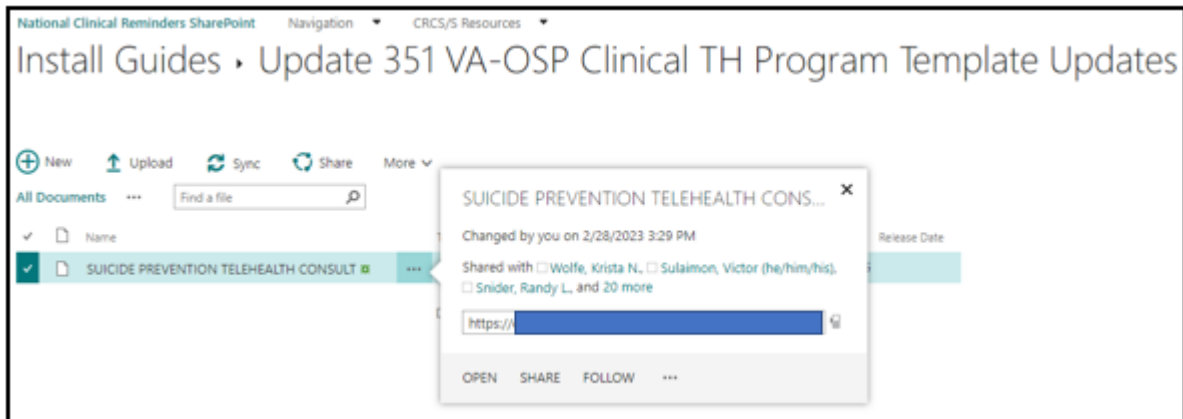 National Clinical Reminders SharePoint Navigation CRCS/S Resources
Install Guides ▸ Update 351 VA-OSP Clinical TH Program Template Updates
New Upload Sync Share More
All Documents ... Find a file
SUICIDE PREVENTION TELEHEALTH CONS...
Changed by you on 2/28/2023 3:29 PM
Name Release Date
Shared with Wolfe, Krista N., Sulaimon, Victor (he/him/his),
SUICIDE PREVENTION TELEHEALTH CONSULT ...
Snider, Randy L., and 20 more
https://
OPEN SHARE FOLLOW ...